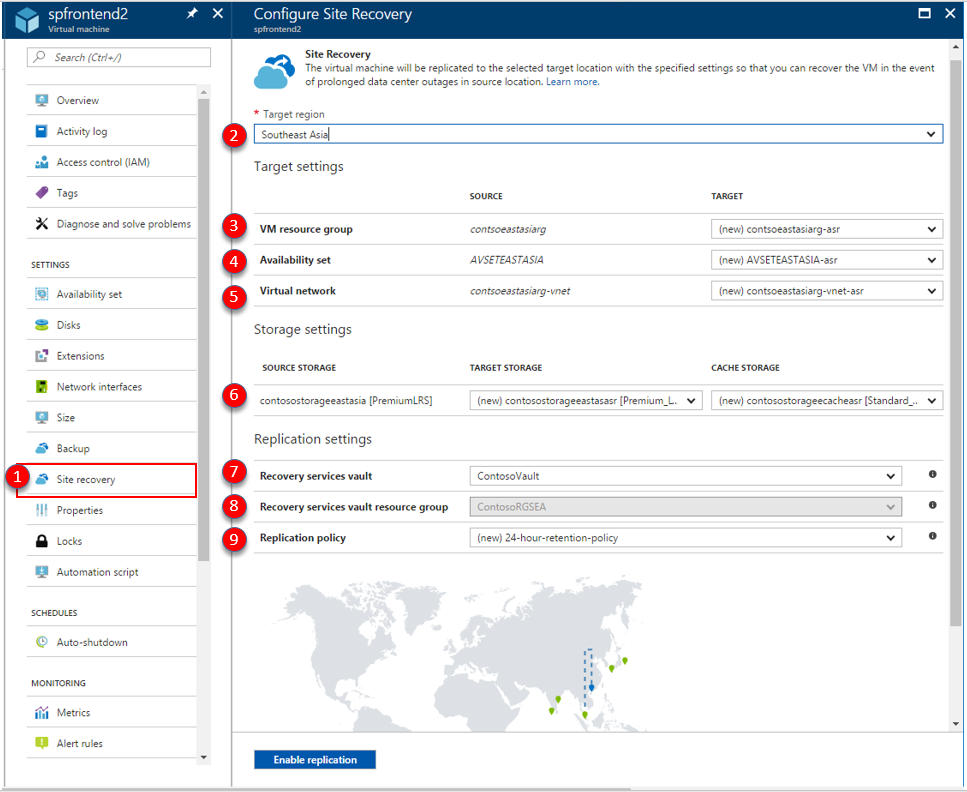 spfrontend2
Virtual machine
Configure Site Recovery
spfrontend2
Search (Ctrl+/)
Overview
Activity log
Access control (IAM)
Tags
Diagnose and solve problems
SETTINGS
Availability set
Disks
Extensions
Network interfaces
Size
Backup
1
Site recovery
Properties
Locks
Automation script
SCHEDULES
Auto-shutdown
MONITORING
Metrics
Alert rules
Site Recovery
The virtual machine will be replicated to the selected target location with the specified settings so that you can recover the VM in the event
of prolonged data center outages in source location. Learn more.
* Target region
2 Southeast Asia
Target settings
SOURCE TARGET
3 VM resource group contsoeastasiarg (new) contsoeastasiarg-asr
4 Availability set AVSETEASTASIA (new) AVSETEASTASIA-asr
5 Virtual network contsoeastasiarg-vnet (new) contsoeastasiarg-vnet-asr
Storage settings
SOURCE STORAGE TARGET STORAGE CACHE STORAGE
6 contosostorageeastasia [PremiumLRS] (new) contosostorageeastasasr [Premium_L.. (new) contosostorageecacheasr [Standard_..
Replication settings
7 Recovery services vault ContosoVault
8 Recovery services vault resource group ContosoRGSEA
9 Replication policy (new) 24-hour-retention-policy
Enable replication